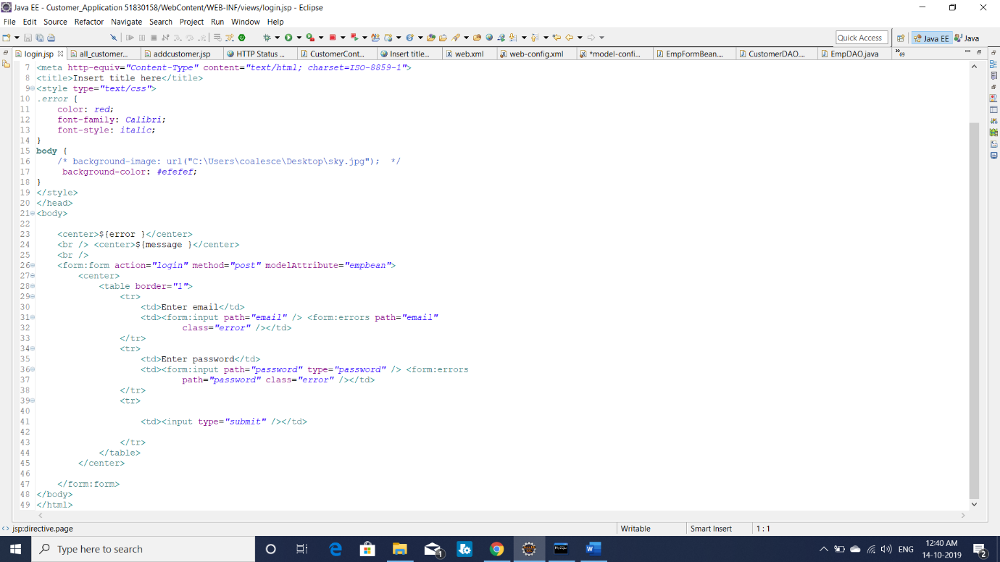 Java EE - Customer_Application 51830158/WebContent/WEB-INF/views/login.jsp - Eclipse
File Edit Source Refactor Navigate Search Project Run Window Help
Quick Access Java EE Java
login.jsp all_customer... addcustomer.jsp HTTP Status ... CustomerCont... Insert title... web.xml web-config.xml *model-confi... EmpFormBean.... CustomerDAO.... EmpDAO.java »69
7 <meta http-equiv="Content-Type" content="text/html; charset=ISO-8859-1">
8 <title>Insert title here</title>
9 <style type="text/css">
10 .error {
11     color: red;
12     font-family: Calibri;
13     font-style: italic;
14 }
15 body {
16     /* background-image: url("C:\Users\coalesce\Desktop\sky.jpg");  */
17      background-color: #efefef;
18 }
19 </style>
20 </head>
21 <body>
22
23     <center>${error }</center>
24     <br /> <center>${message }</center>
25     <br />
26     <form:form action="login" method="post" modelAttribute="empbean">
27         <center>
28             <table border="1">
29                 <tr>
30                     <td>Enter email</td>
31                     <td><form:input path="email" /> <form:errors path="email"
32                             class="error" /></td>
33                 </tr>
34                 <tr>
35                     <td>Enter password</td>
36                     <td><form:input path="password" type="password" /> <form:errors
37                             path="password" class="error" /></td>
38                 </tr>
39                 <tr>
40
41                     <td><input type="submit" /></td>
42
43                 </tr>
44             </table>
45         </center>
46
47     </form:form>
48 </body>
49 </html>
jsp:directive.page Writable Smart Insert 1 : 1
Type here to search 1 MySQL ENG 12:40 AM 2
14-10-2019